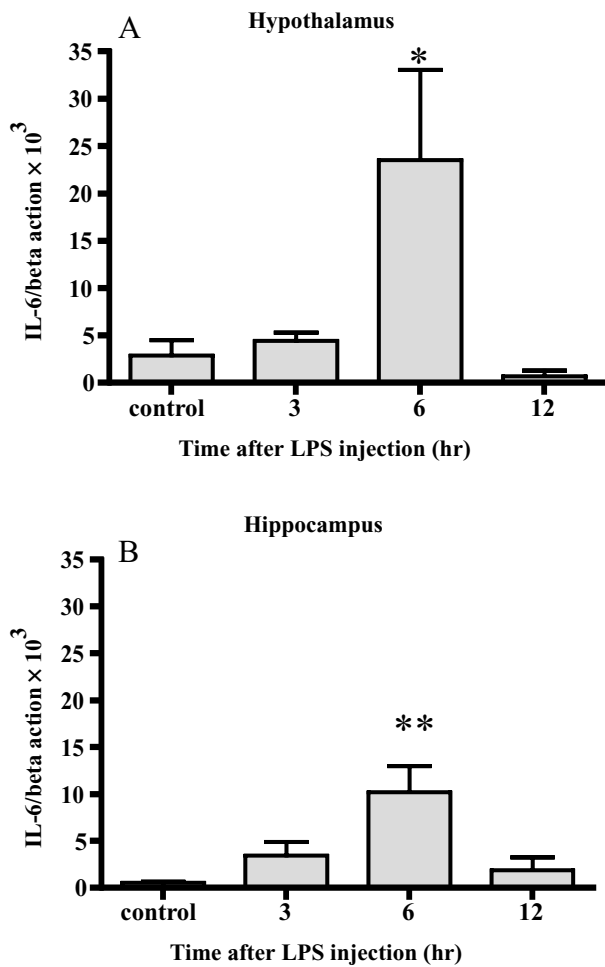 A
Hypothalamus
IL-6/beta action × 10³
35
30
25
20
15
10
5
0
*
control 3 6 12
Time after LPS injection (hr)
Hippocampus
B
IL-6/beta action × 10³
35
30
25
20
15
10
5
0
**
control 3 6 12
Time after LPS injection (hr)